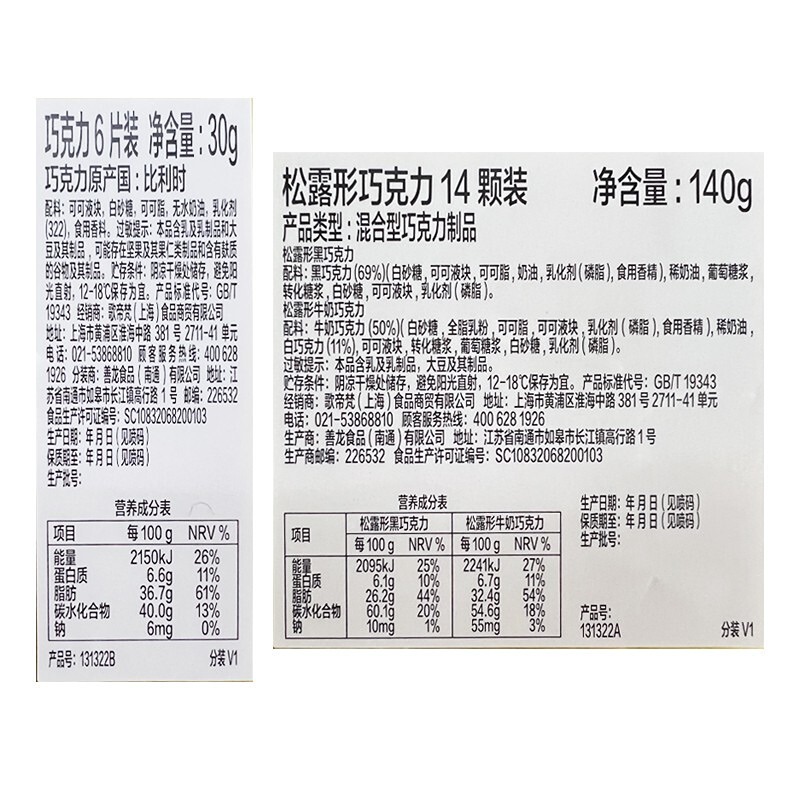 巧克力 6 片装 净含量:30g
巧克力原产国:比利时
配料:可可液块,白砂糖,可可脂,无水奶油,乳化剂
(322),食用香料。过敏提示:本品含乳及乳制品和大
豆及其制品,可能存在坚果及其果仁类制品和含有麸质
的谷物及其制品。贮存条件:阴凉干燥处储存,避免阳
光直射,12-18℃保存为宜。产品标准代号:GB/T
19343 经销商:歌帝梵(上海)食品商贸有限公司
地址:上海市黄浦区淮海中路 381 号 2711-41 单元
电话:021-53868810 顾客服务热线:400 628
1926 分装商:善龙食品(南通)有限公司 地址:江
苏省南通市如皋市长江镇高行路 1 号 邮编:226532
食品生产许可证编号:SC10832068200103
生产日期:年月日(见喷码)
保质期至:年月日(见喷码)
生产批号:
营养成分表
项目 每 100 g NRV %
能量 2150kJ 26%
蛋白质 6.6g 11%
脂肪 36.7g 61%
碳水化合物 40.0g 13%
钠 6mg 0%
产品号:131322B 分装 V1
松露形巧克力 14 颗装 净含量:140g
产品类型:混合型巧克力制品
松露形黑巧克力
配料:黑巧克力(69%)(白砂糖,可可液块,可可脂,奶油,乳化剂(磷脂),食用香精),稀奶油,葡萄糖浆,
转化糖浆,白砂糖,可可液块,乳化剂(磷脂)。
松露形牛奶巧克力
配料:牛奶巧克力(50%)(白砂糖,全脂乳粉,可可脂,可可液块,乳化剂(磷脂),食用香精),稀奶油,
白巧克力(11%),可可液块,转化糖浆,葡萄糖浆,白砂糖,乳化剂(磷脂)。
过敏提示:本品含乳及乳制品,大豆及其制品。
贮存条件:阴凉干燥处储存,避免阳光直射,12-18℃保存为宜。产品标准代号:GB/T 19343
经销商:歌帝梵(上海)食品商贸有限公司 地址:上海市黄浦区淮海中路 381 号 2711-41 单元
电话:021-53868810 顾客服务热线:400 628 1926
生产商:善龙食品(南通)有限公司 地址:江苏省南通市如皋市长江镇高行路 1 号
生产商邮编:226532 食品生产许可证编号:SC10832068200103
营养成分表
项目 松露形黑巧克力 松露形牛奶巧克力
每 100 g NRV % 每 100 g NRV %
能量 2095kJ 25% 2241kJ 27%
蛋白质 6.1g 10% 6.7g 11%
脂肪 26.2g 44% 32.4g 54%
碳水化合物 60.1g 20% 54.6g 18%
钠 10mg 1% 55mg 3%
生产日期:年月日(见喷码)
保质期至:年月日(见喷码)
生产批号:
产品号:
131322A 分装 V1